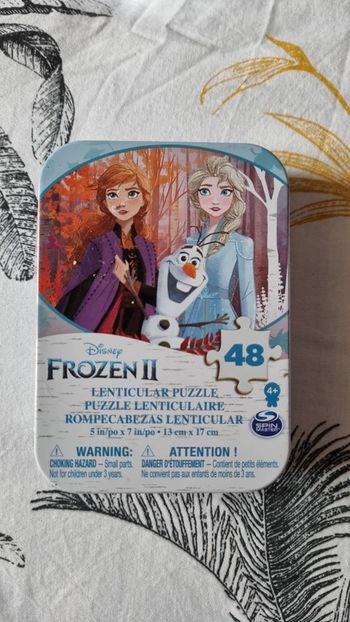 Disney
FROZEN II
48
LENTICULAR PUZZLE
PUZZLE LENTICULAIRE
ROMPECABEZAS LENTICULAR
5 in/po x 7 in/po • 13 cm x 17 cm
4+
SPIN MASTER
⚠ WARNING:
CHOKING HAZARD — Small parts.
Not for children under 3 years.
⚠ ATTENTION !
DANGER D'ÉTOUFFEMENT — Contient de petits éléments.
Ne convient pas aux enfants de moins de 3 ans.